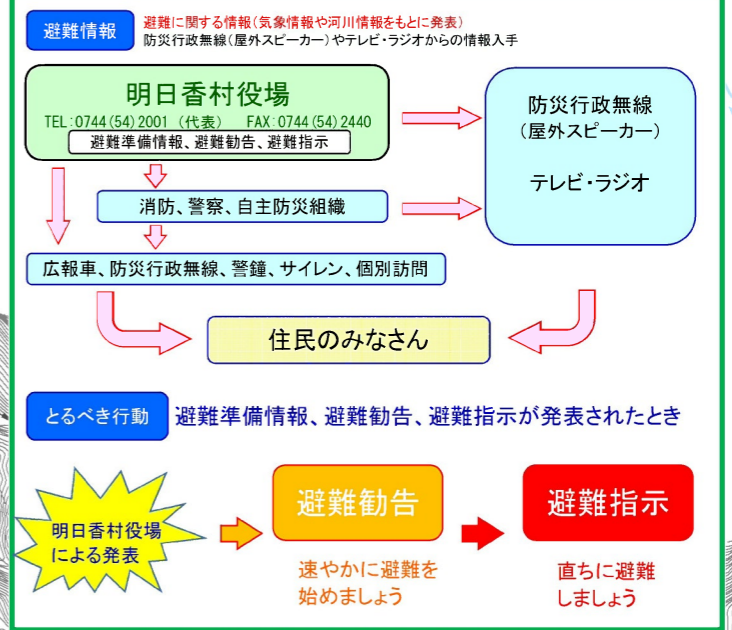 避難情報
避難に関する情報(気象情報や河川情報をもとに発表)
防災行政無線(屋外スピーカー)やテレビ・ラジオからの情報入手
明日香村役場
TEL:0744(54)2001 (代表) FAX:0744(54)2440
避難準備情報、避難勧告、避難指示
防災行政無線
(屋外スピーカー)
テレビ・ラジオ
消防、警察、自主防災組織
広報車、防災行政無線、警鐘、サイレン、個別訪問
住民のみなさん
とるべき行動
避難準備情報、避難勧告、避難指示が発表されたとき
明日香村役場
による発表
避難勧告
速やかに避難を
始めましょう
避難指示
直ちに避難
しましょう